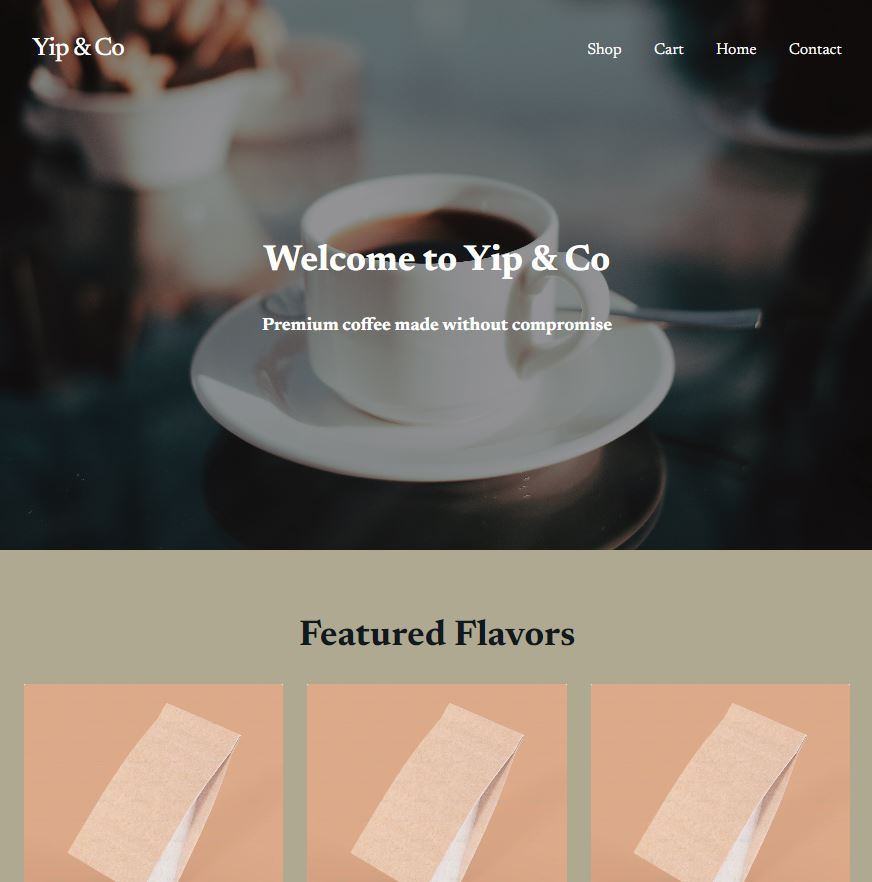 Yip & Co
Shop Cart Home Contact
Welcome to Yip & Co
Premium coffee made without compromise
Featured Flavors